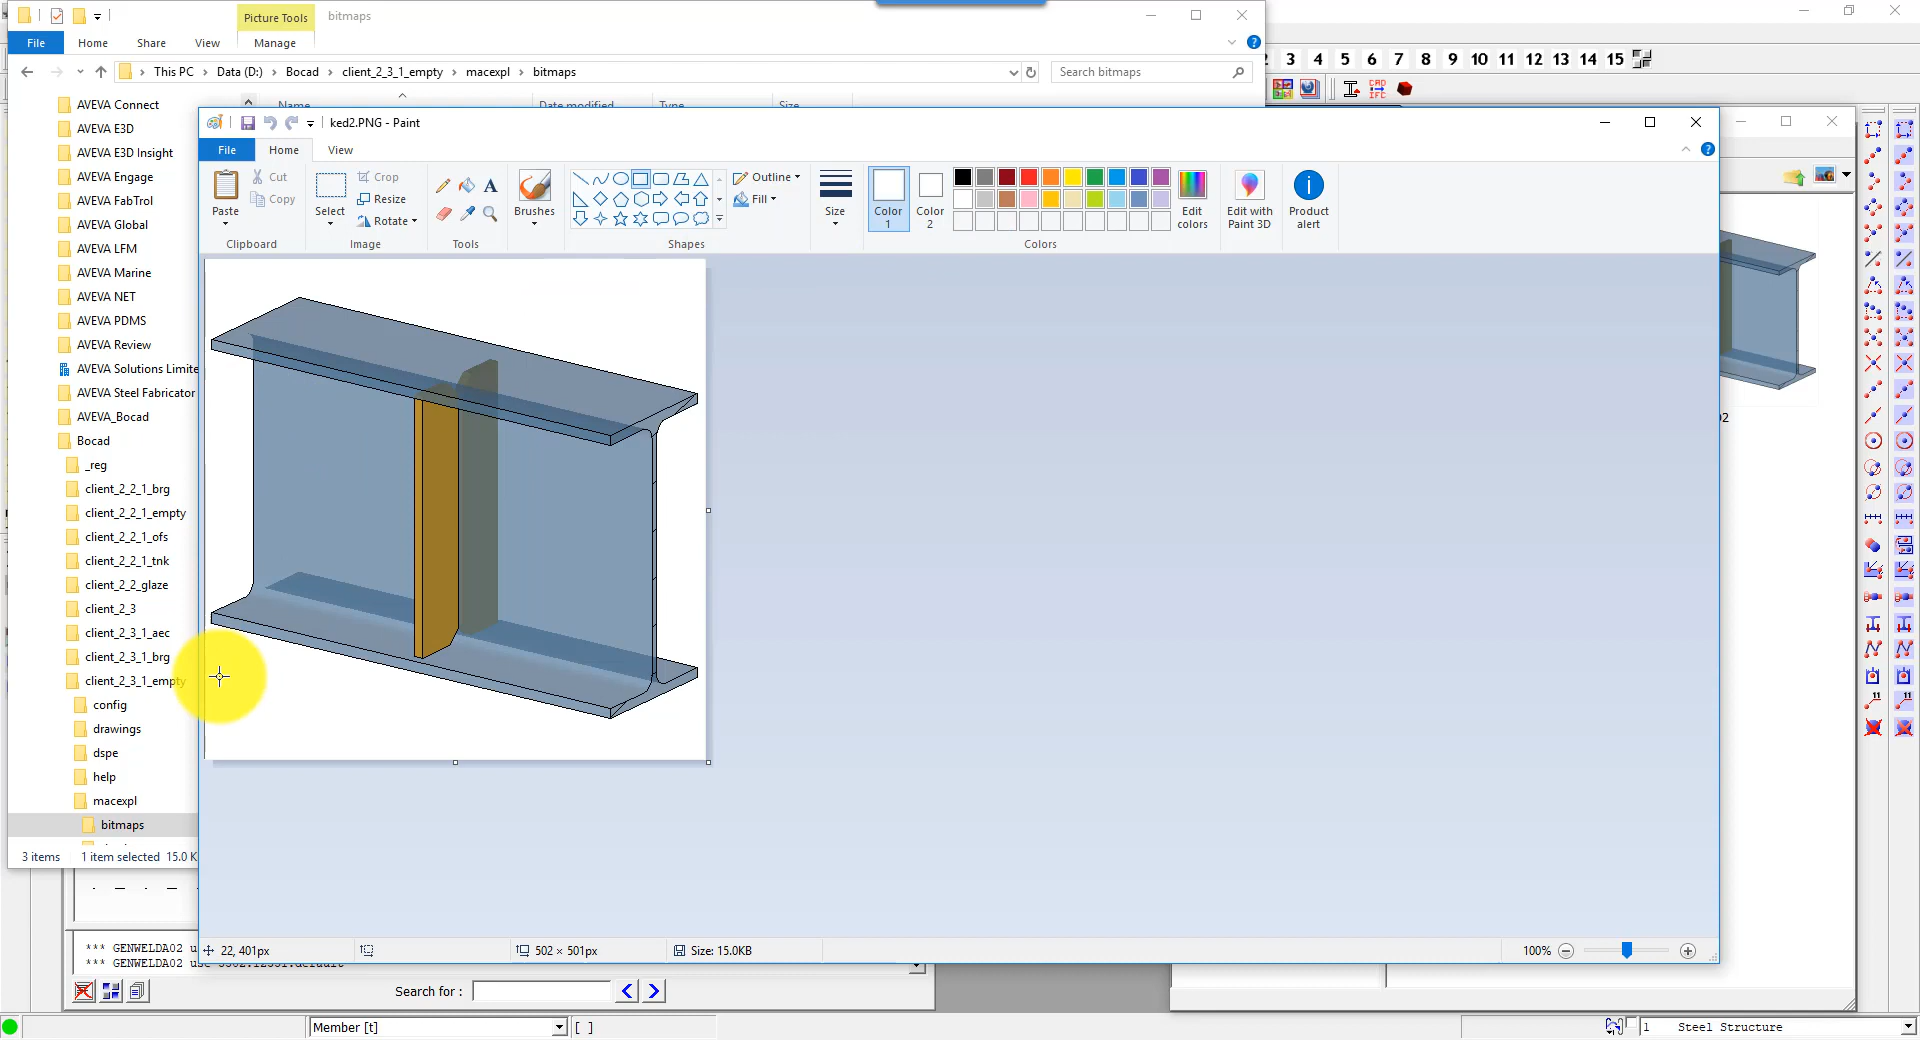 Picture Tools
bitmaps
File
Home
Share
View
Manage
This PC
Data (D:)
Bocad
client_2_3_1_empty
macexpl
bitmaps
Search bitmaps
2 3 4 5 6 7 8 9 10 11 12 13 14 15
Name
Date modified
Type
Size
AVEVA Connect
AVEVA E3D
AVEVA E3D Insight
AVEVA Engage
AVEVA FabTrol
AVEVA Global
AVEVA LFM
AVEVA Marine
AVEVA NET
AVEVA PDMS
AVEVA Review
AVEVA Solutions Limite
AVEVA Steel Fabricator
AVEVA_Bocad
Bocad
_reg
client_2_2_1_brg
client_2_2_1_empty
client_2_2_1_ofs
client_2_2_1_tnk
client_2_2_glaze
client_2_3
client_2_3_1_aec
client_2_3_1_brg
client_2_3_1_empty
config
drawings
dspe
help
macexpl
bitmaps
3 items
1 item selected 15.0 K
ked2.PNG - Paint
File
Home
View
Paste
Cut
Copy
Clipboard
Select
Crop
Resize
Rotate
Image
Tools
Brushes
Outline
Fill
Shapes
Size
Color 1
Color 2
Edit colors
Colors
Edit with Paint 3D
Product alert
22, 401px
502 × 501px
Size: 15.0KB
100%
*** GENWELDA02 u
*** GENWELDA02 use
Search for :
Member [t]
[ ]
1 Steel Structure